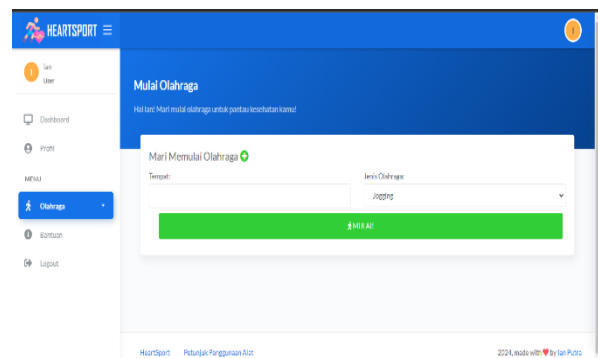 HEARTSPORT
I
I
Ian
User
Dashboard
Profil
MENU
Olahraga
Bantuan
Logout
Mulai Olahraga
Hai Ian! Mari mulai olahraga untuk pantau kesehatan kamu!
Mari Memulai Olahraga
Tempat:
Jenis Olahraga:
Jogging
MULAI!
HeartSport Petunjuk Penggunaan Alat
2024, made with ❤ by Ian Putra